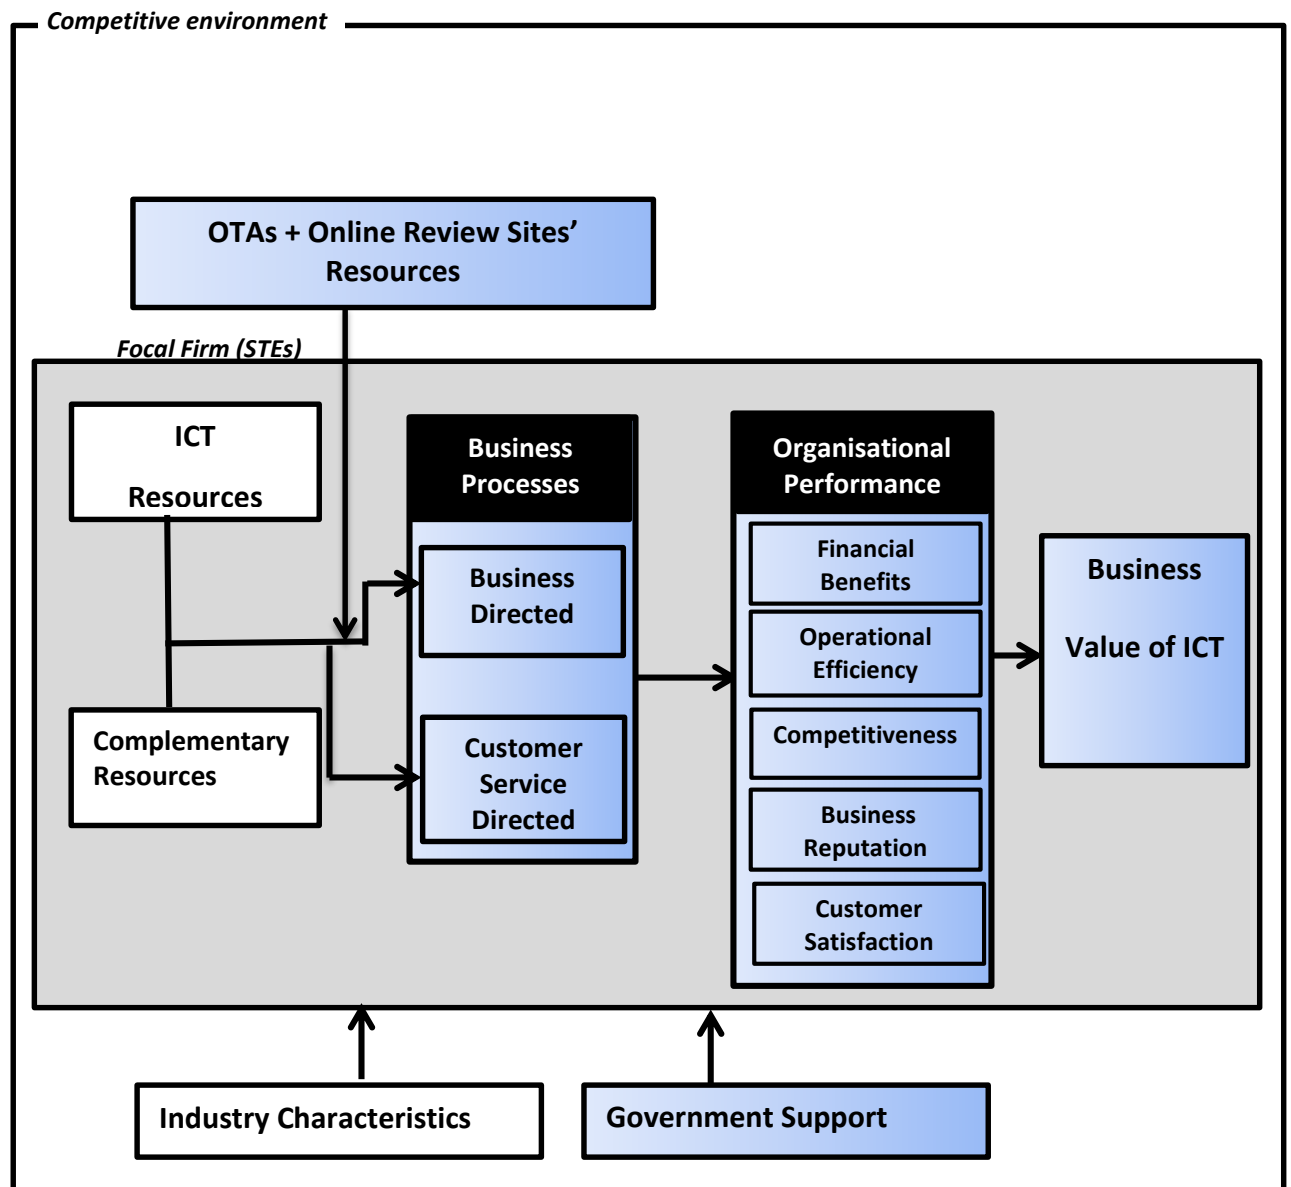 Competitive environment
OTAs + Online Review Sites’
Resources
Focal Firm (STEs)
ICT
Resources
Complementary
Resources
Business
Processes
Business
Directed
Customer
Service
Directed
Organisational
Performance
Financial
Benefits
Operational
Efficiency
Competitiveness
Business
Reputation
Customer
Satisfaction
Business
Value of ICT
Industry Characteristics
Government Support